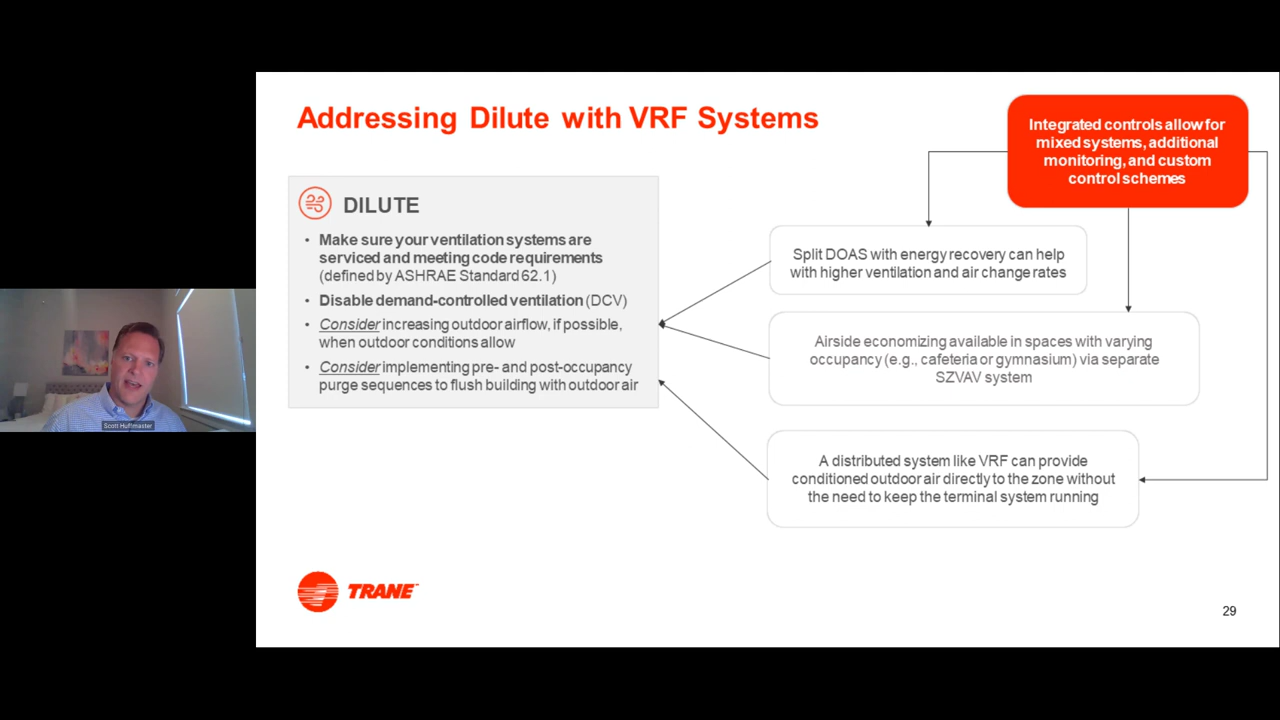 Addressing Dilute with VRF Systems
Integrated controls allow for
mixed systems, additional
monitoring, and custom
control schemes
DILUTE
• Make sure your ventilation systems are
serviced and meeting code requirements
(defined by ASHRAE Standard 62.1)
• Disable demand-controlled ventilation (DCV)
• Consider increasing outdoor airflow, if possible,
when outdoor conditions allow
• Consider implementing pre- and post-occupancy
purge sequences to flush building with outdoor air
Split DOAS with energy recovery can help
with higher ventilation and air change rates
Airside economizing available in spaces with varying
occupancy (e.g., cafeteria or gymnasium) via separate
SZVAV system
A distributed system like VRF can provide
conditioned outdoor air directly to the zone without
the need to keep the terminal system running
Scott Huffmaster
TRANE
29